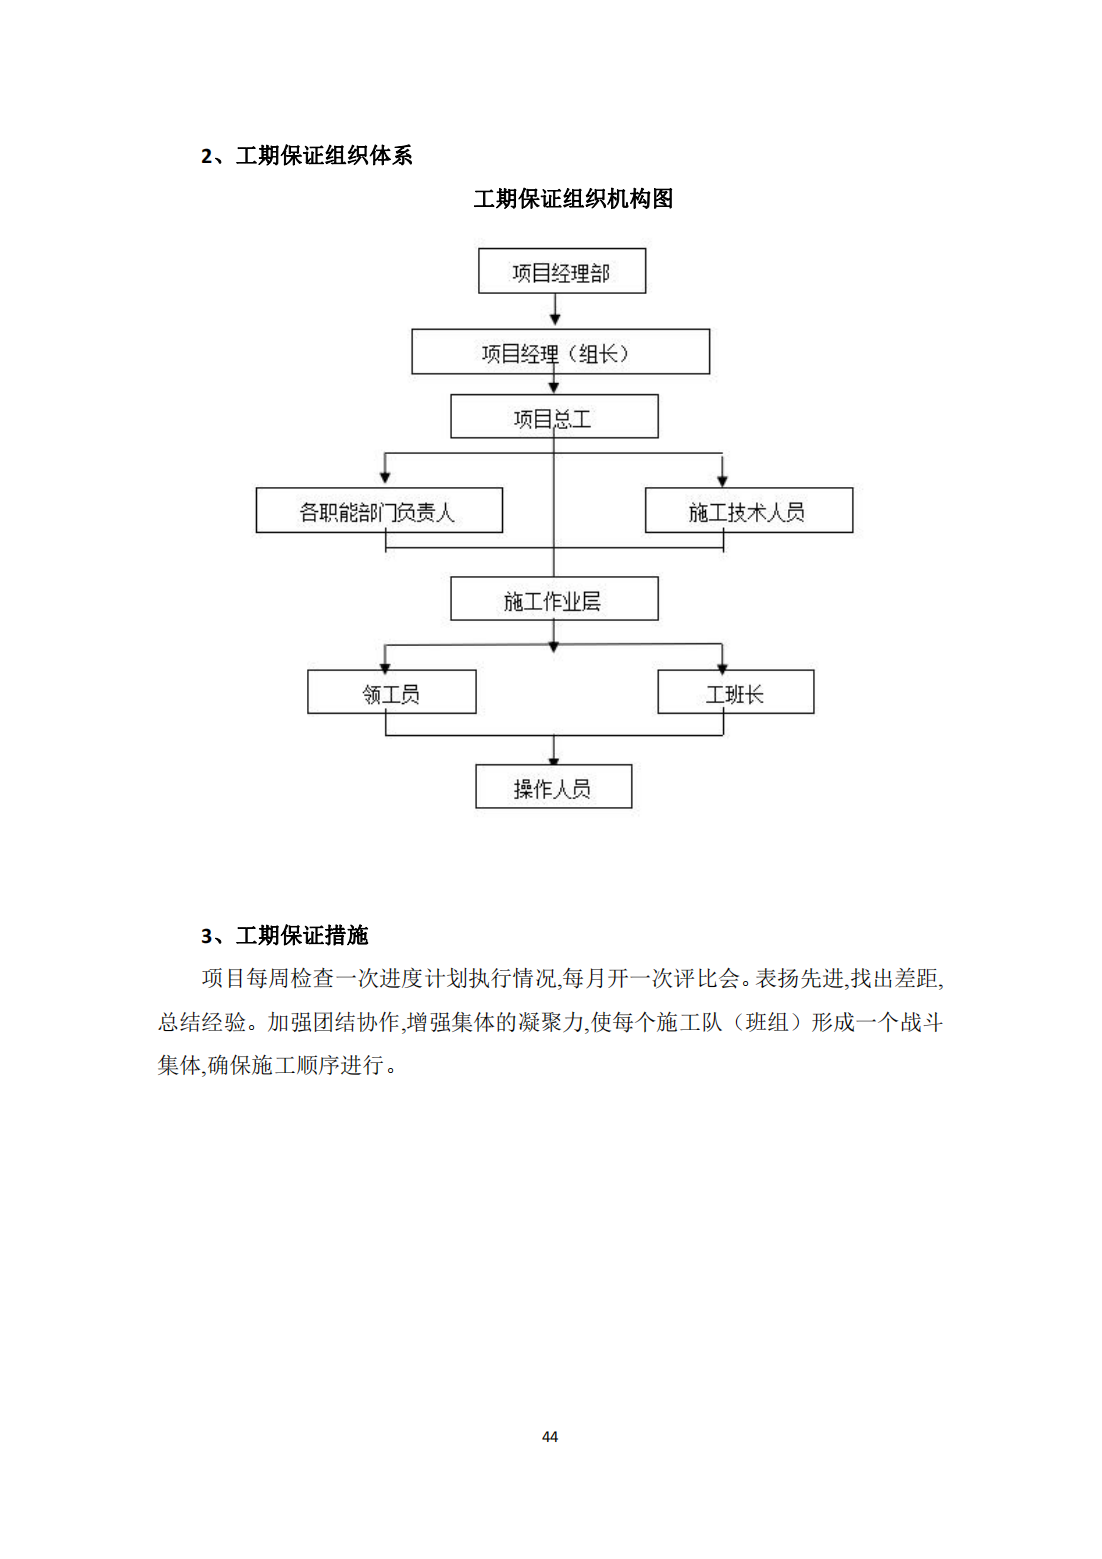 2、工期保证组织体系
工期保证组织机构图
项目经理部
项目经理（组长）
项目总工
各职能部门负责人
施工技术人员
施工作业层
领工员
工班长
操作人员
3、工期保证措施
项目每周检查一次进度计划执行情况,每月开一次评比会。表扬先进,找出差距,
总结经验。加强团结协作,增强集体的凝聚力,使每个施工队（班组）形成一个战斗
集体,确保施工顺序进行。
44